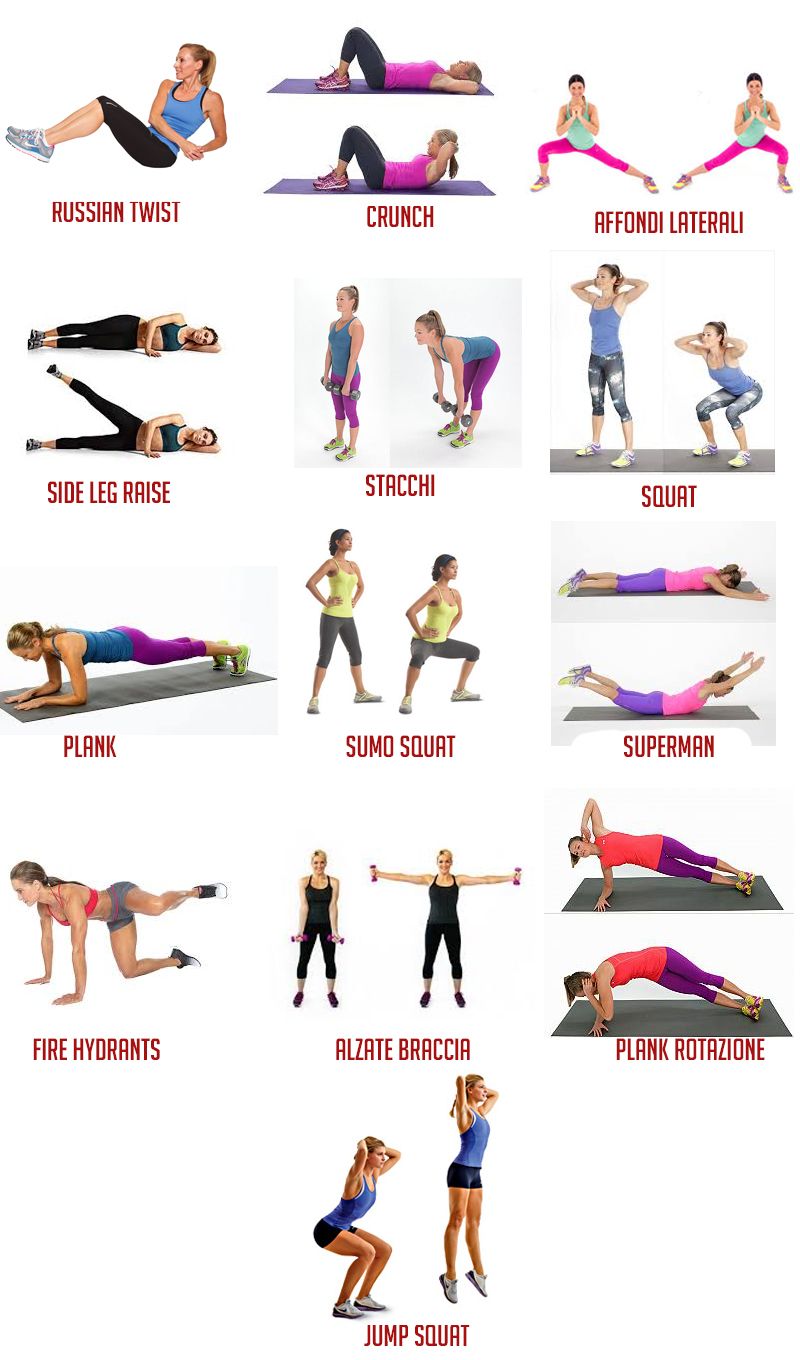 RUSSIAN TWIST
CRUNCH
AFFONDI LATERALI
SIDE LEG RAISE
STACCHI
SQUAT
PLANK
SUMO SQUAT
SUPERMAN
FIRE HYDRANTS
ALZATE BRACCIA
PLANK ROTAZIONE
JUMP SQUAT